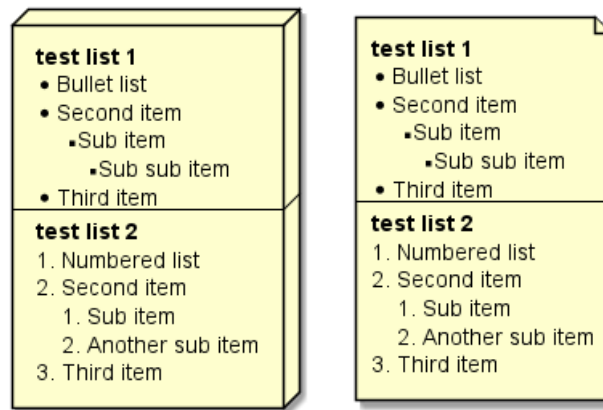 test list 1
• Bullet list
• Second item
▪Sub item
▪Sub sub item
• Third item
test list 2
1. Numbered list
2. Second item
1. Sub item
2. Another sub item
3. Third item
test list 1
• Bullet list
• Second item
▪Sub item
▪Sub sub item
• Third item
test list 2
1. Numbered list
2. Second item
1. Sub item
2. Another sub item
3. Third item